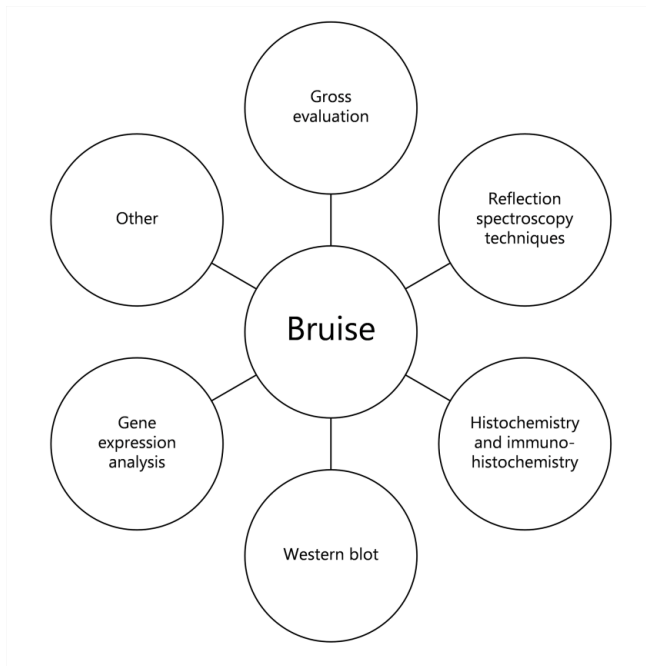 Gross
evaluation
Other
Reflection
spectroscopy
techniques
Bruise
Gene
expression
analysis
Histochemistry
and immuno-
histochemistry
Western blot